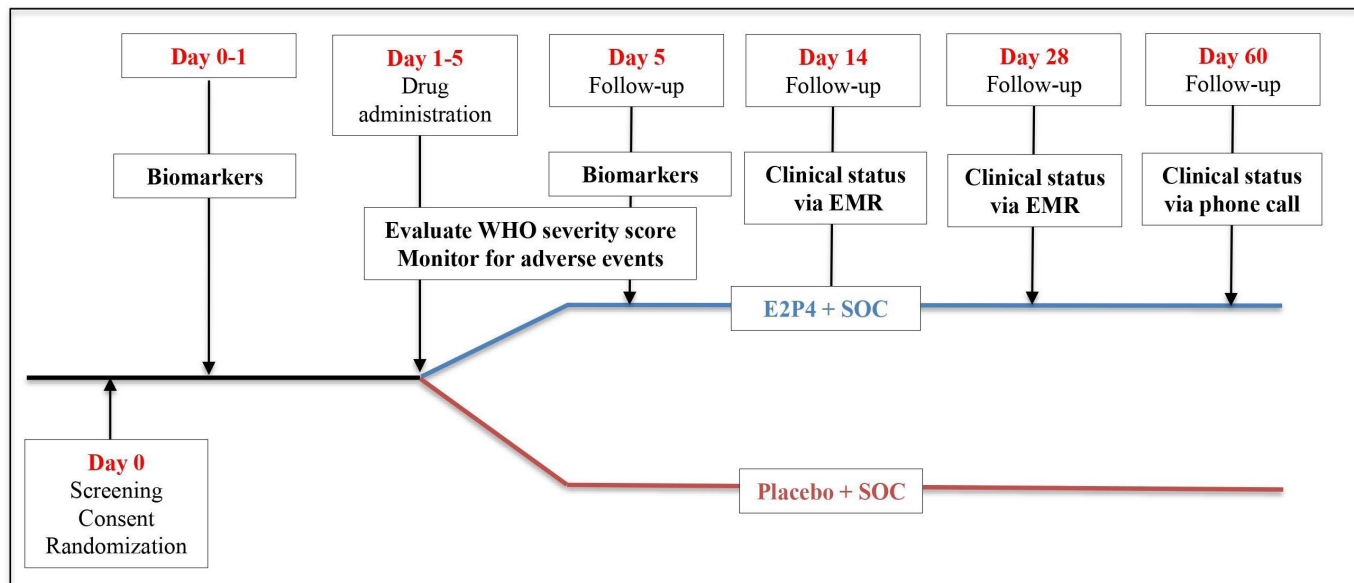 Day 0-1
Day 1-5
Drug
administration
Day 5
Follow-up
Day 14
Follow-up
Day 28
Follow-up
Day 60
Follow-up
Biomarkers
Biomarkers
Clinical status
via EMR
Clinical status
via EMR
Clinical status
via phone call
Evaluate WHO severity score
Monitor for adverse events
E2P4 + SOC
Day 0
Screening
Consent
Randomization
Placebo + SOC